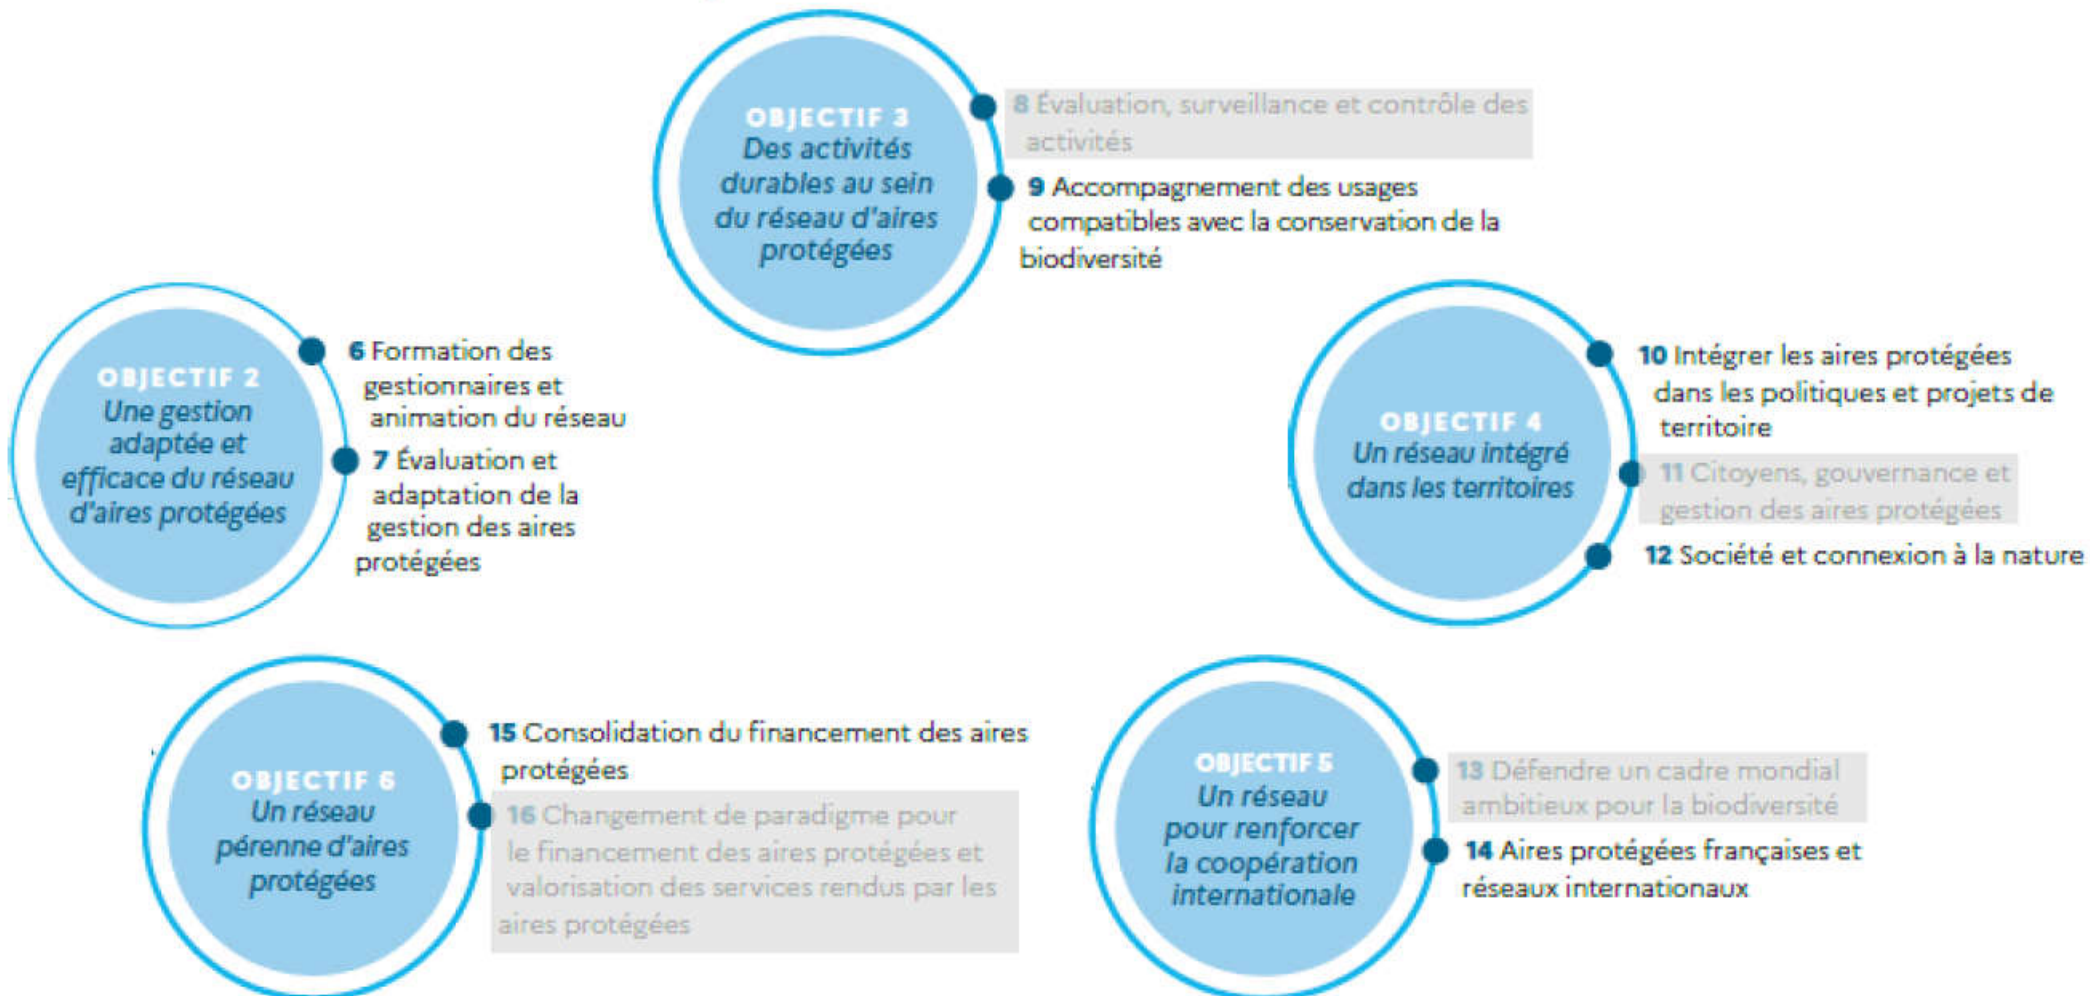 OBJECTIF 3
Des activités
durables au sein
du réseau d'aires
protégées
8 Évaluation, surveillance et contrôle des
activités
9 Accompagnement des usages
compatibles avec la conservation de la
biodiversité
OBJECTIF 2
Une gestion
adaptée et
efficace du réseau
d'aires protégées
6 Formation des
gestionnaires et
animation du réseau
7 Évaluation et
adaptation de la
gestion des aires
protégées
OBJECTIF 4
Un réseau intégré
dans les territoires
10 Intégrer les aires protégées
dans les politiques et projets de
territoire
11 Citoyens, gouvernance et
gestion des aires protégées
12 Société et connexion à la nature
OBJECTIF 6
Un réseau
pérenne d'aires
protégées
15 Consolidation du financement des aires
protégées
16 Changement de paradigme pour
le financement des aires protégées et
valorisation des services rendus par les
aires protégées
OBJECTIF 5
Un réseau
pour renforcer
la coopération
internationale
13 Défendre un cadre mondial
ambitieux pour la biodiversité
14 Aires protégées françaises et
réseaux internationaux